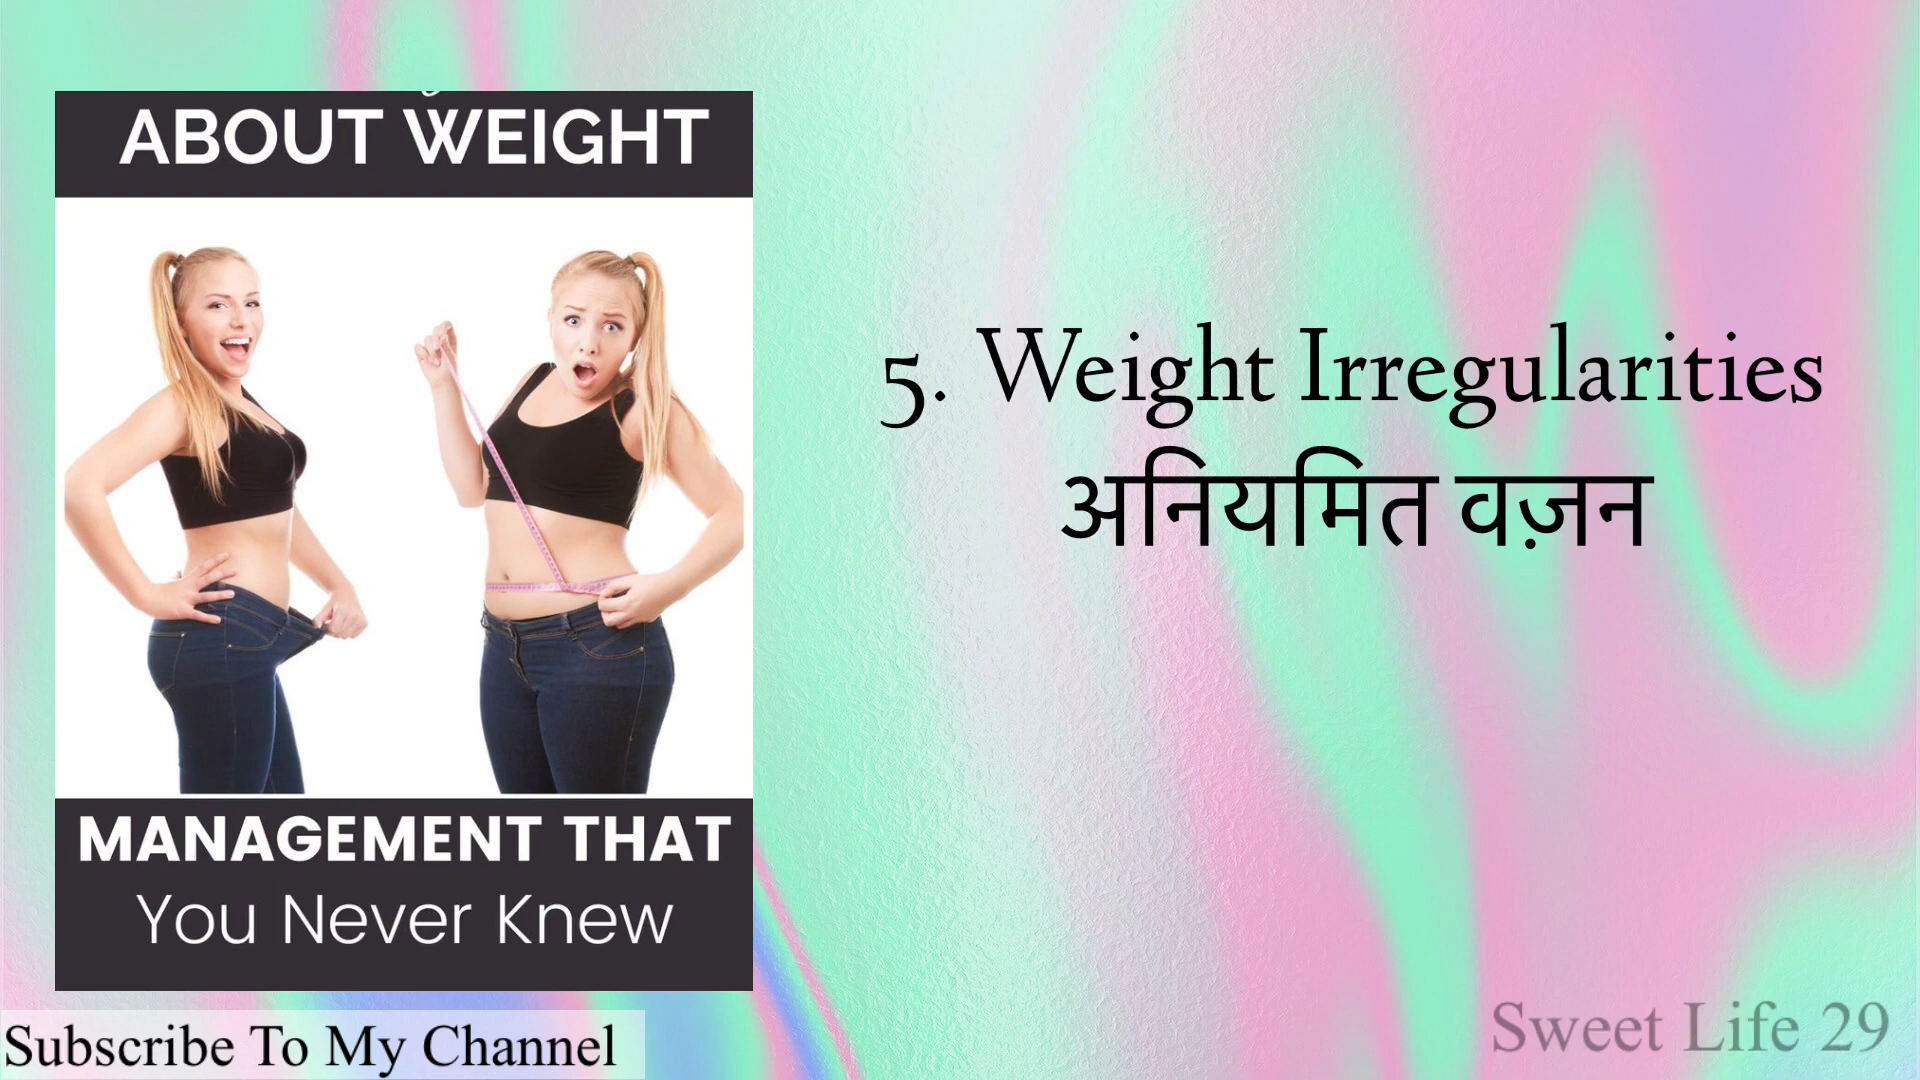 ABOUT WEIGHT
MANAGEMENT THAT
You Never Knew
5. Weight Irregularities
अनियमित वज़न
Subscribe To My Channel
Sweet Life 29